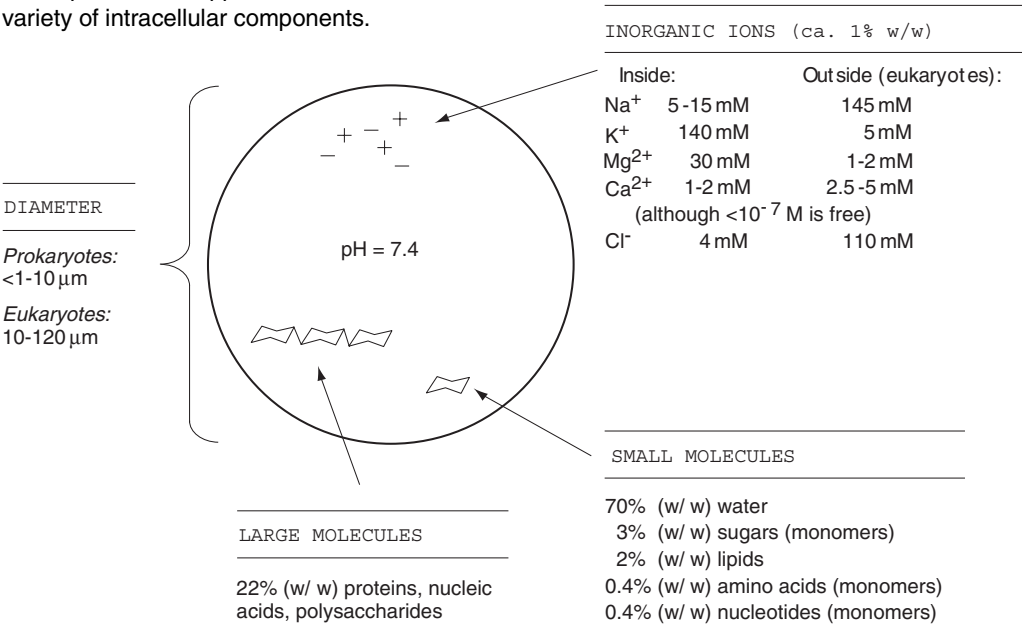 variety of intracellular components.
INORGANIC IONS (ca. 1% w/w)
Inside: Outside (eukaryotes):
Na+ 5-15 mM 145 mM
K+ 140 mM 5 mM
Mg2+ 30 mM 1-2 mM
Ca2+ 1-2 mM 2.5-5 mM
(although <10-7 M is free)
Cl- 4 mM 110 mM
+ − + − + −
DIAMETER
Prokaryotes:
<1-10 μm
Eukaryotes:
10-120 μm
pH = 7.4
SMALL MOLECULES
70% (w/w) water
3% (w/w) sugars (monomers)
2% (w/w) lipids
0.4% (w/w) amino acids (monomers)
0.4% (w/w) nucleotides (monomers)
LARGE MOLECULES
22% (w/w) proteins, nucleic
acids, polysaccharides